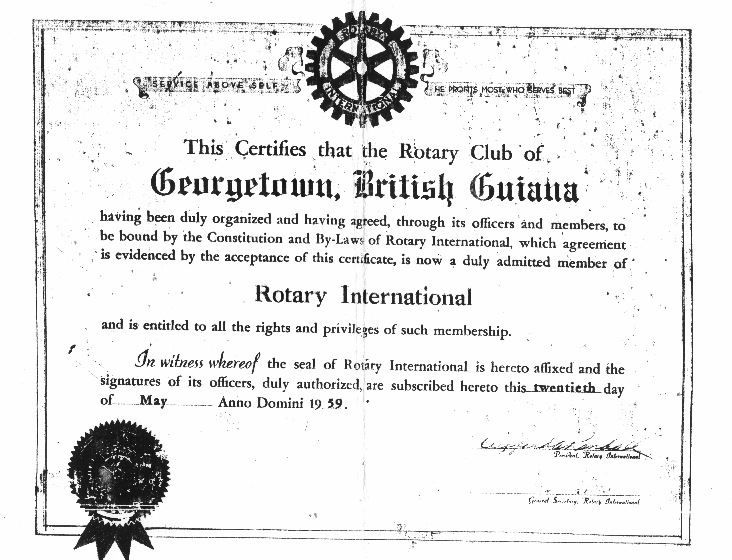 ROTARY
INTERNATIONAL
SERVICE ABOVE SELF
HE PROFITS MOST WHO SERVES BEST
This Certifies that the Rotary Club of
Georgetown, British Guiana
having been duly organized and having agreed, through its officers and members, to
be bound by the Constitution and By-Laws of Rotary International, which agreement
is evidenced by the acceptance of this certificate, is now a duly admitted member of
Rotary International
and is entitled to all the rights and privileges of such membership.
In witness whereof the seal of Rotary International is hereto affixed and the
signatures of its officers, duly authorized, are subscribed hereto this twentieth day
of May Anno Domini 19 59.
President, Rotary International
General Secretary, Rotary International